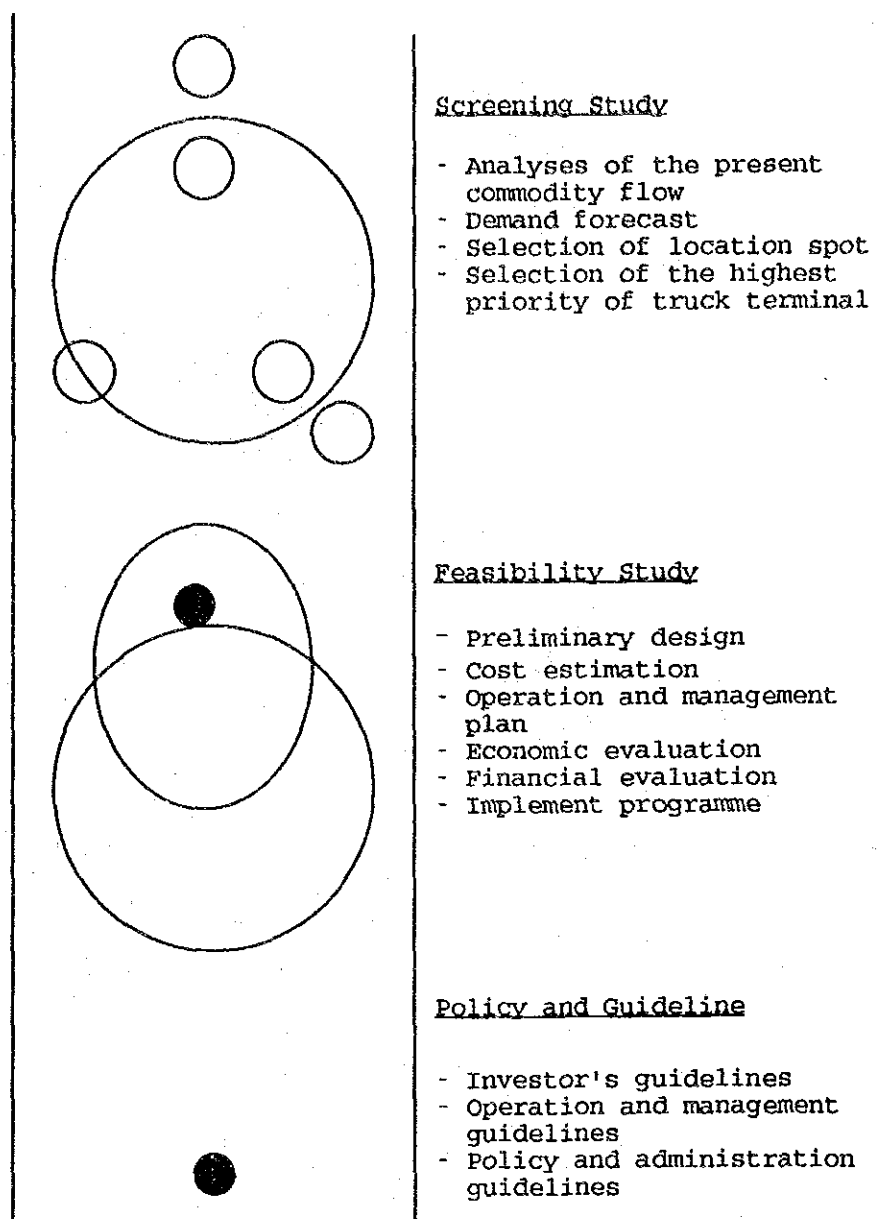 Screening Study
- Analyses of the present
commodity flow
- Demand forecast
- Selection of location spot
- Selection of the highest
priority of truck terminal
Feasibility Study
- Preliminary design
- Cost estimation
- Operation and management
plan
- Economic evaluation
- Financial evaluation
- Implement programme
Policy and Guideline
- Investor's guidelines
- Operation and management
guidelines
- Policy and administration
guidelines